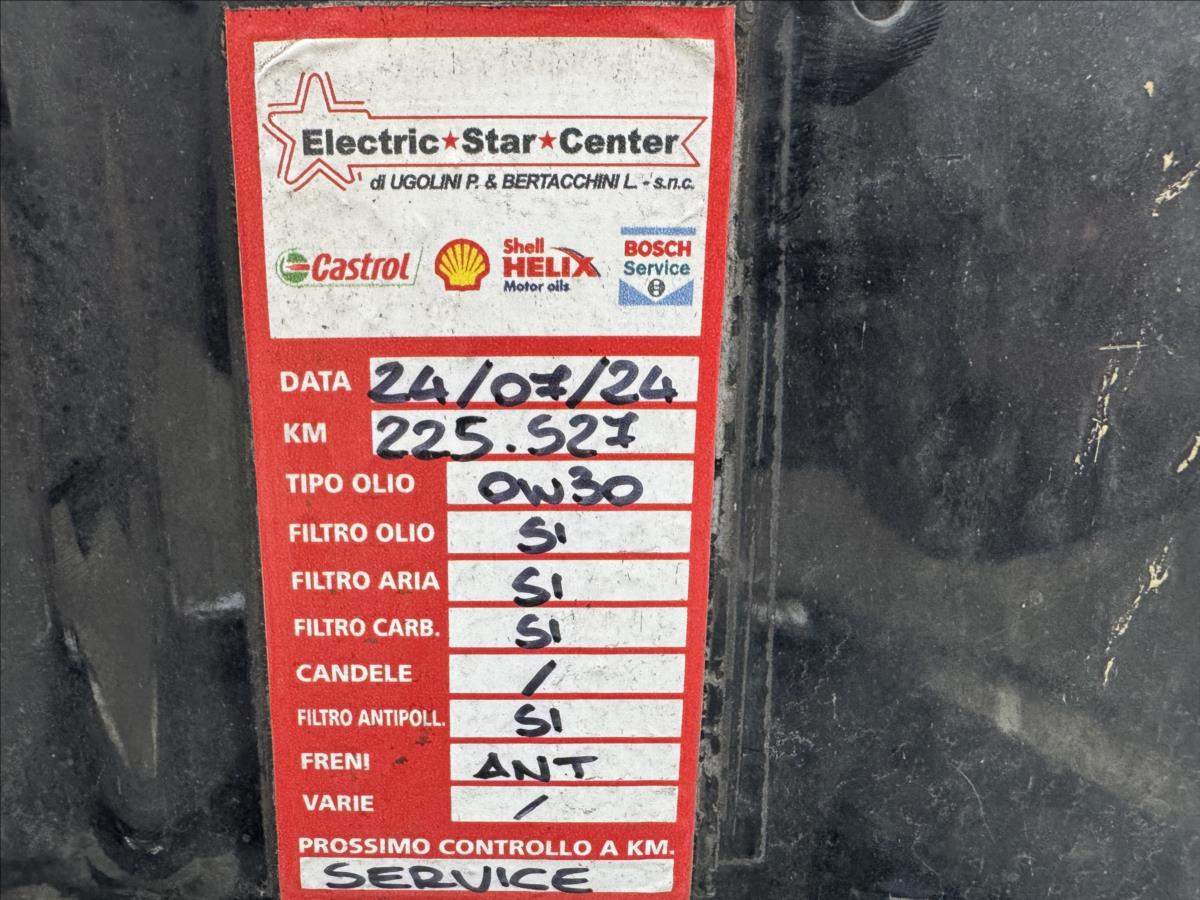 Electric★Star★Center
di UGOLINI P. & BERTACCHINI L. - s.n.c.
Castrol
Shell
HELIX
Motor oils
BOSCH
Service
DATA 24/07/24
KM 225.527
TIPO OLIO 0W30
FILTRO OLIO SI
FILTRO ARIA SI
FILTRO CARB. SI
CANDELE /
FILTRO ANTIPOLL. SI
FRENI ANT
VARIE /
PROSSIMO CONTROLLO A KM.
SERVICE